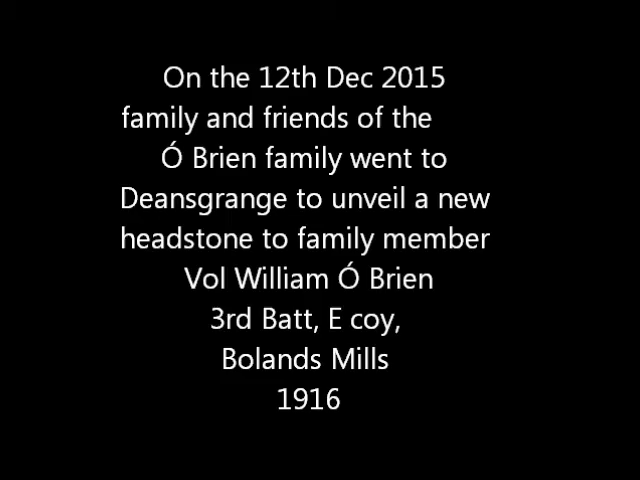 On the 12th Dec 2015
family and friends of the
Ó Brien family went to
Deansgrange to unveil a new
headstone to family member
Vol William Ó Brien
3rd Batt, E coy,
Bolands Mills
1916